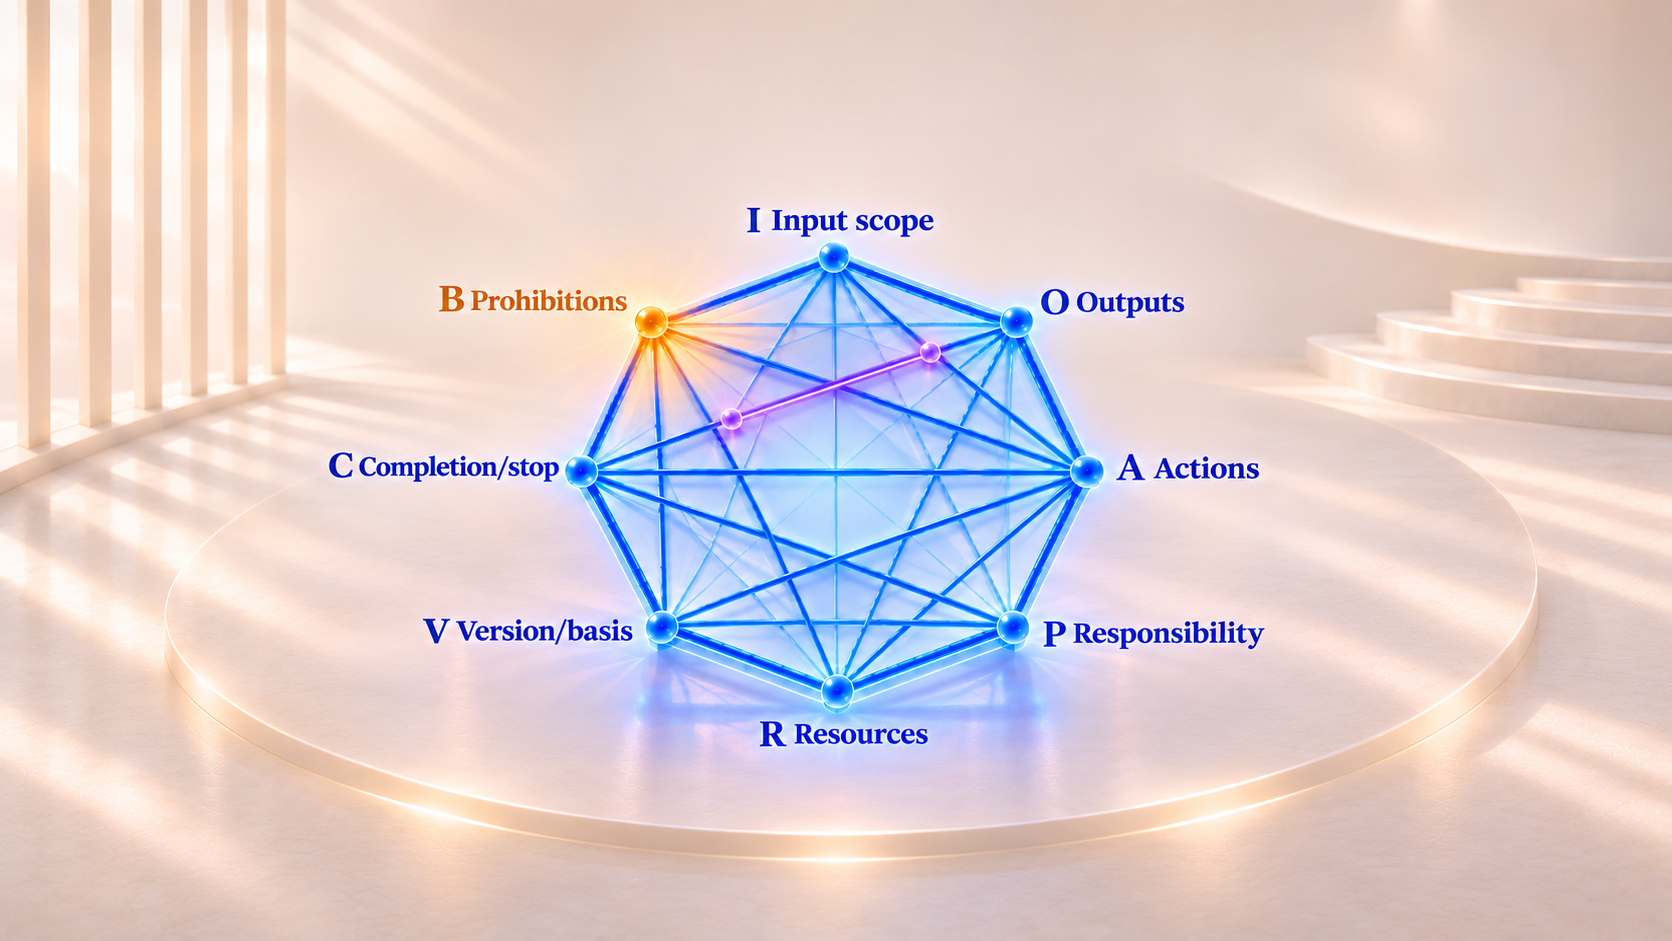 I Input scope
B Prohibitions
O Outputs
C Completion/stop
A Actions
V Version/basis
P Responsibility
R Resources